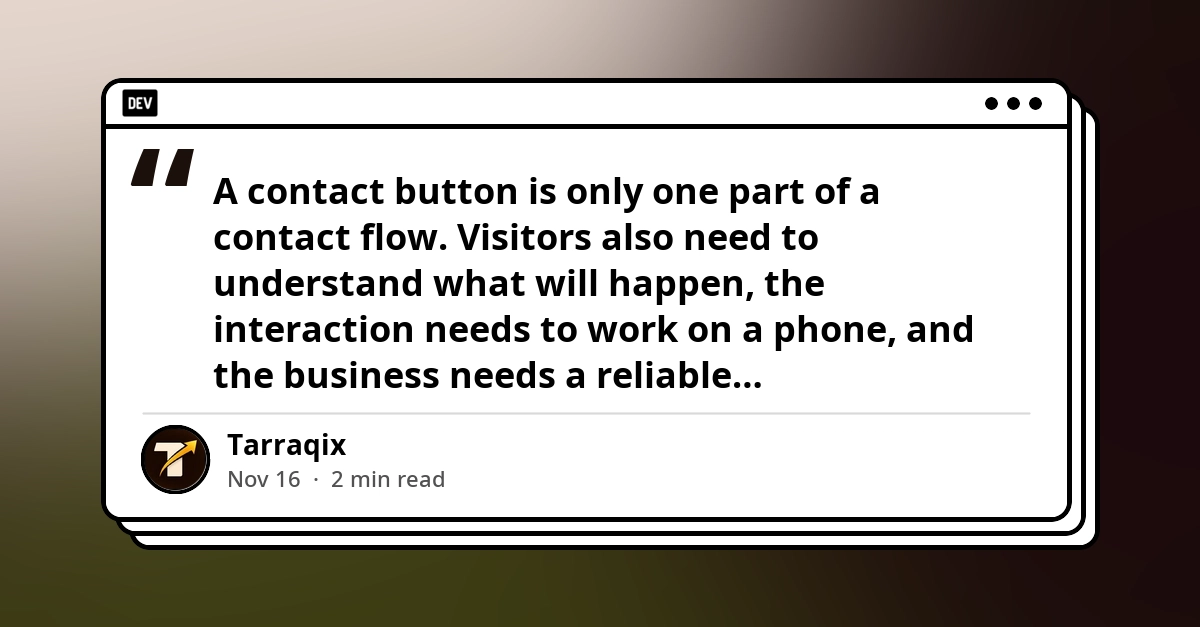 DEV
“
A contact button is only one part of a
contact flow. Visitors also need to
understand what will happen, the
interaction needs to work on a phone, and
the business needs a reliable...
T
Tarraqix
Nov 16 · 2 min read